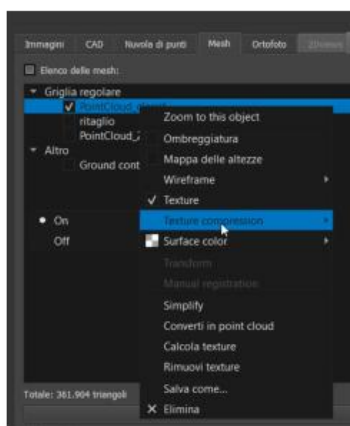 Immagini CAD Nuvola di punti Mesh Ortofoto
Elenco delle mesh:
Griglia regolare
ritaglio
Altro
Ground cont
On
Off
Zoom to this object
Ombreggiatura
Mappa delle altezze
Wireframe
Texture
Texture compression
Surface color
Transform
Manual registration
Simplify
Converti in point cloud
Calcola texture
Rimuovi texture
Salva come...
Elimina
Totale: 361.904 triangoli